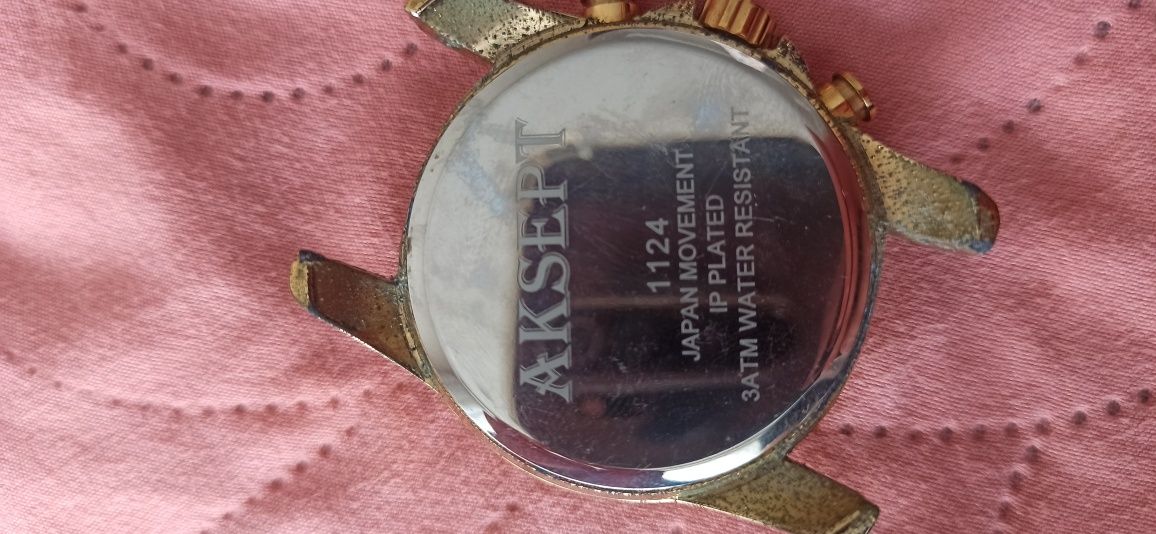 AKSEPT
1124
JAPAN MOVEMENT
IP PLATED
3ATM WATER RESISTANT